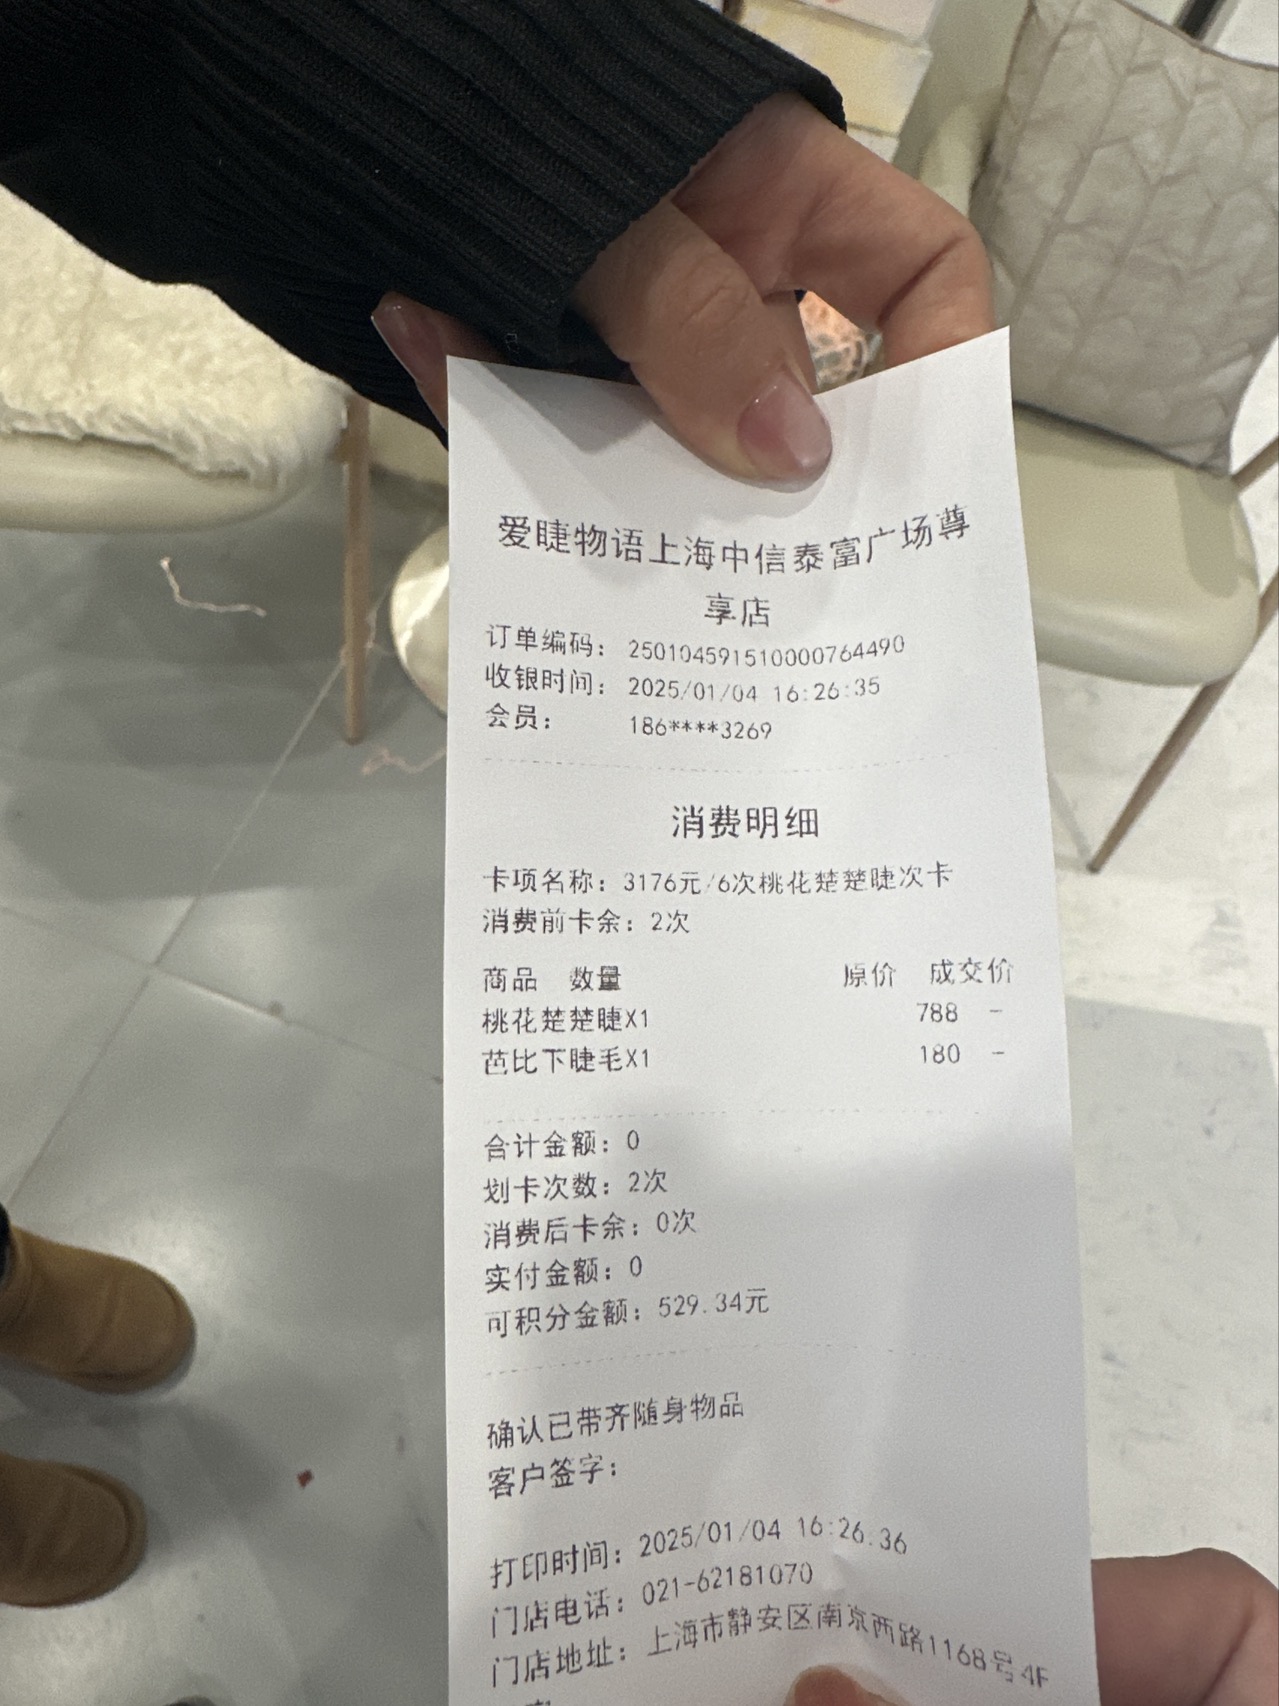 爱睫物语上海中信泰富广场尊
享店
订单编码：250104591510000764490
收银时间：2025/01/04 16:26:35
会员：186****3269
消费明细
卡项名称：3176元/6次桃花楚楚睫次卡
消费前卡余：2次
商品 数量 原价 成交价
桃花楚楚睫X1 788 -
芭比下睫毛X1 180 -
合计金额：0
划卡次数：2次
消费后卡余：0次
实付金额：0
可积分金额：529.34元
确认已带齐随身物品
客户签字：
打印时间：2025/01/04 16:26:36
门店电话：021-62181070
门店地址：上海市静安区南京西路1168号4F